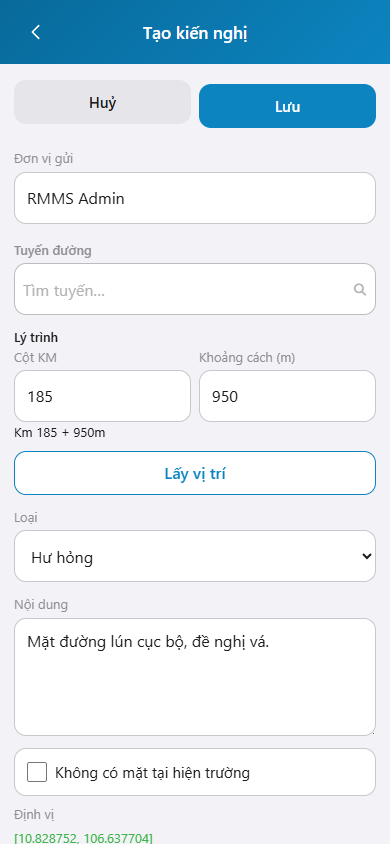 Tạo kiến nghị
Huỷ
Lưu
Đơn vị gửi
RMMS Admin
Tuyến đường
Tìm tuyến...
Lý trình
Cột KM
Khoảng cách (m)
185
950
Km 185 + 950m
Lấy vị trí
Loại
Hư hỏng
Nội dung
Mặt đường lún cục bộ, đề nghị vá.
Không có mặt tại hiện trường
Định vị
[10.828752, 106.637704]